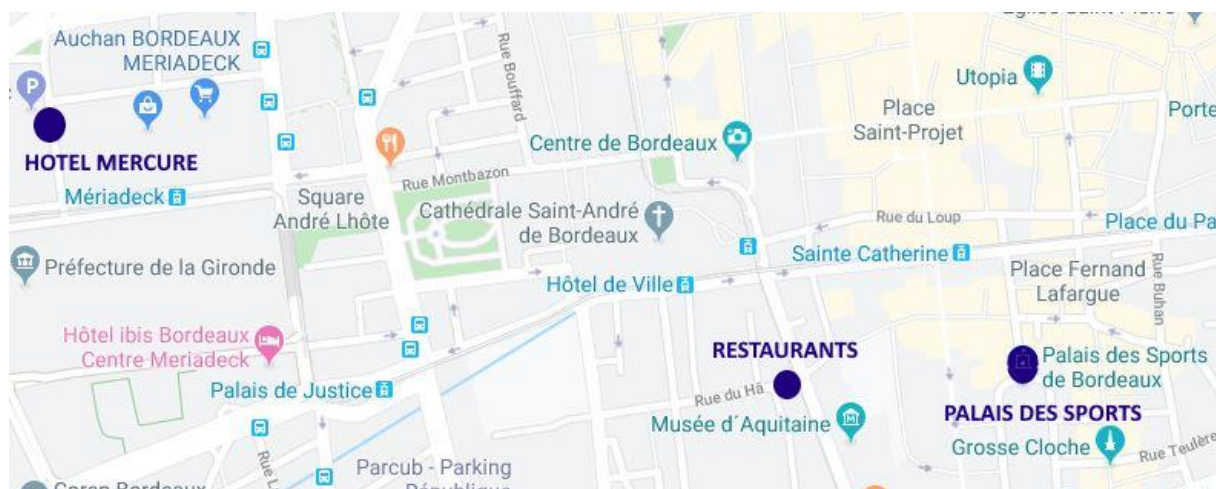 Auchan BORDEAUX
MERIADECK
P
HOTEL MERCURE
Mériadeck
Rue Bouffard
Centre de Bordeaux
Utopia
Place
Saint-Projet
Porte
Square
André Lhôte
Rue Montbazon
Cathédrale Saint-André
de Bordeaux
Rue du Loup
Place du Pa
Préfecture de la Gironde
Hôtel de Ville
Sainte Catherine
Place Fernand
Lafargue
Rue Buhan
Hôtel ibis Bordeaux
Centre Meriadeck
RESTAURANTS
Palais des Sports
de Bordeaux
Palais de Justice
Rue du Hâ
PALAIS DES SPORTS
Musée d´Aquitaine
Grosse Cloche
Rue Teulère
Parcub - Parking